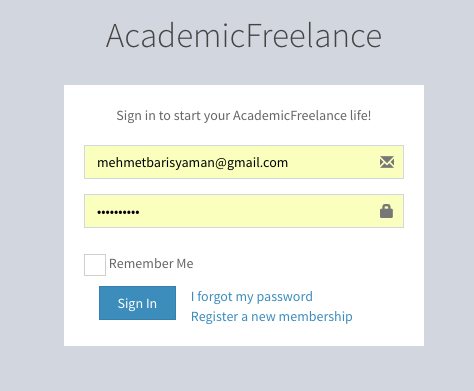 AcademicFreelance
Sign in to start your AcademicFreelance life!
mehmetbarisyaman@gmail.com
••••••••••
Remember Me
Sign In
I forgot my password
Register a new membership